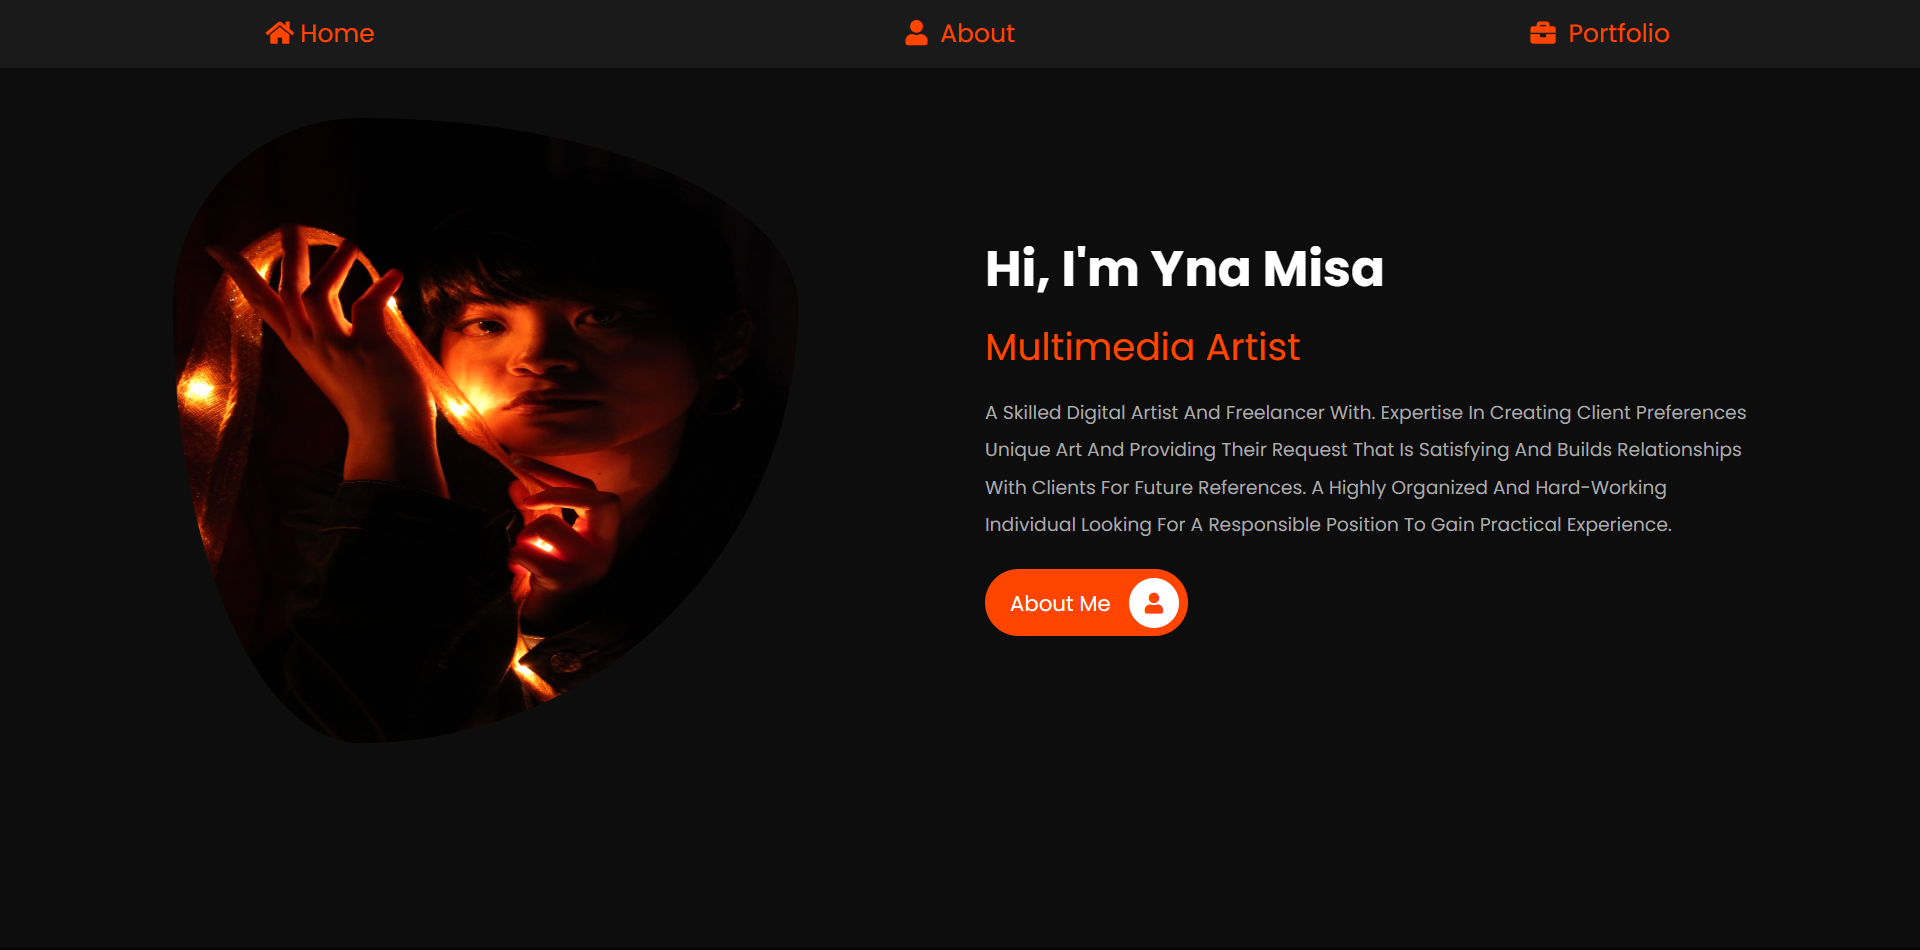 Home
About
Portfolio
Hi, I'm Yna Misa
Multimedia Artist
A Skilled Digital Artist And Freelancer With. Expertise In Creating Client Preferences
Unique Art And Providing Their Request That Is Satisfying And Builds Relationships
With Clients For Future References. A Highly Organized And Hard-Working
Individual Looking For A Responsible Position To Gain Practical Experience.
About Me